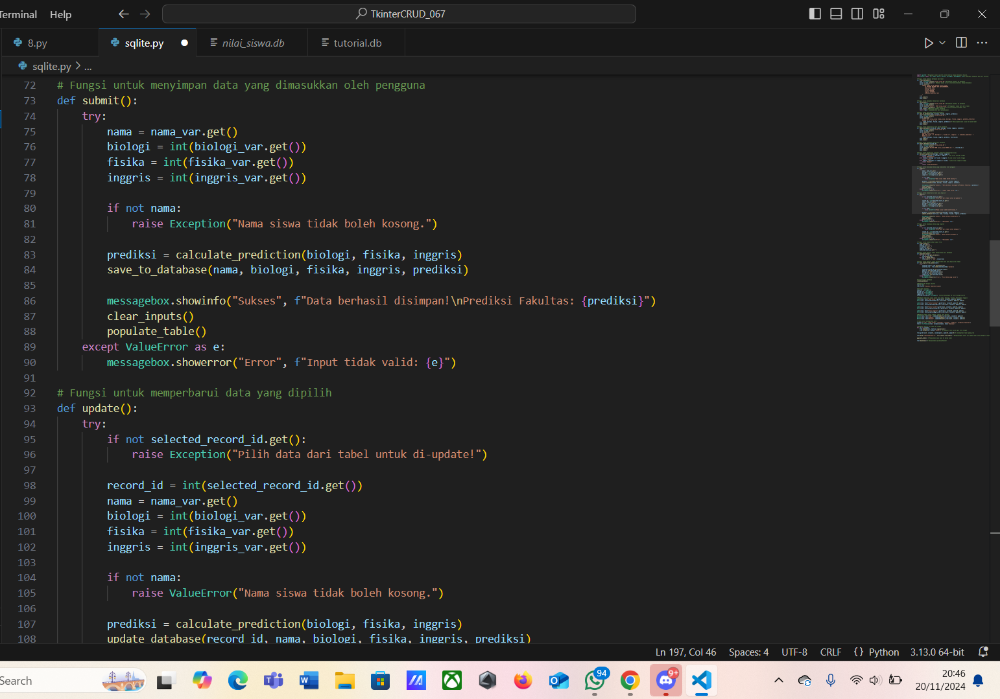 Terminal Help
TkinterCRUD_067
8.py
sqlite.py
nilai_siswa.db
tutorial.db
sqlite.py > ...
72 # Fungsi untuk menyimpan data yang dimasukkan oleh pengguna
73 def submit():
74 try:
75 nama = nama_var.get()
76 biologi = int(biologi_var.get())
77 fisika = int(fisika_var.get())
78 inggris = int(inggris_var.get())
79
80 if not nama:
81 raise Exception("Nama siswa tidak boleh kosong.")
82
83 prediksi = calculate_prediction(biologi, fisika, inggris)
84 save_to_database(nama, biologi, fisika, inggris, prediksi)
85
86 messagebox.showinfo("Sukses", f"Data berhasil disimpan!\nPrediksi Fakultas: {prediksi}")
87 clear_inputs()
88 populate_table()
89 except ValueError as e:
90 messagebox.showerror("Error", f"Input tidak valid: {e}")
91
92 # Fungsi untuk memperbarui data yang dipilih
93 def update():
94 try:
95 if not selected_record_id.get():
96 raise Exception("Pilih data dari tabel untuk di-update!")
97
98 record_id = int(selected_record_id.get())
99 nama = nama_var.get()
100 biologi = int(biologi_var.get())
101 fisika = int(fisika_var.get())
102 inggris = int(inggris_var.get())
103
104 if not nama:
105 raise ValueError("Nama siswa tidak boleh kosong.")
106
107 prediksi = calculate_prediction(biologi, fisika, inggris)
108 update_database(record_id, nama, biologi, fisika, inggris, prediksi)
Ln 197, Col 46 Spaces: 4 UTF-8 CRLF {} Python 3.13.0 64-bit
Search
94
9+
20:46
20/11/2024